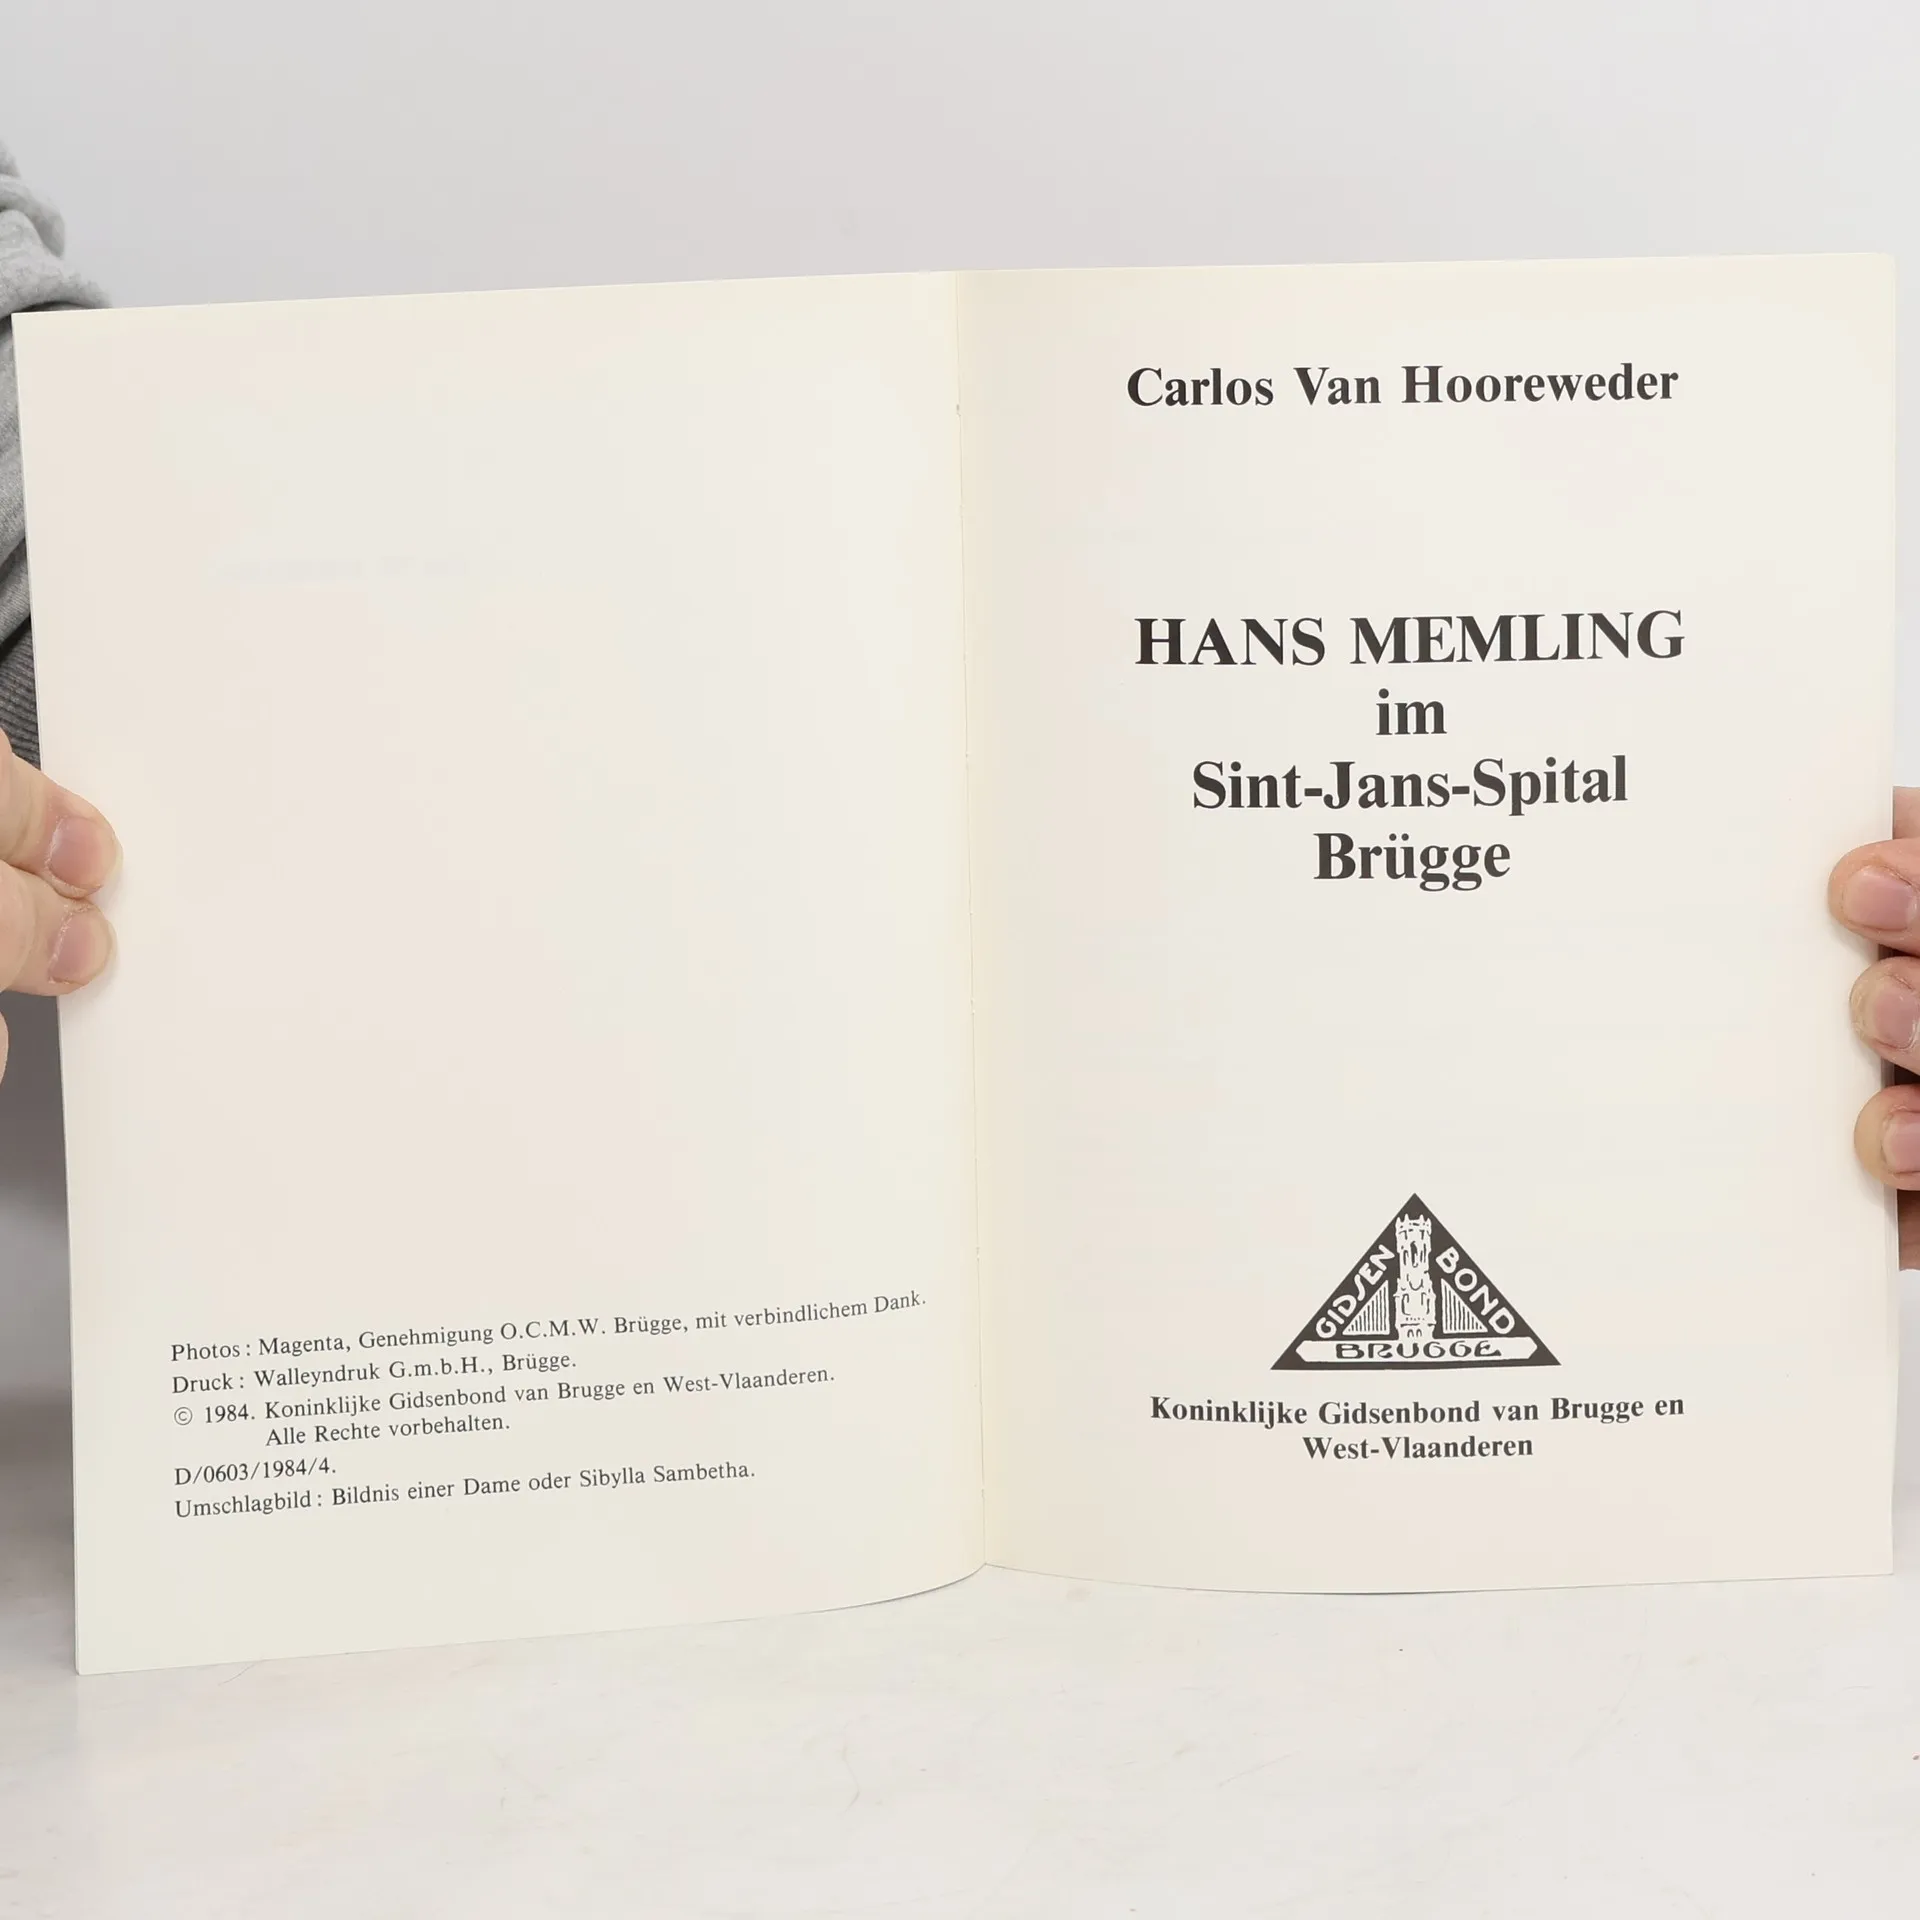 Photos : Magenta, Genehmigung O.C.M.W. Brügge, mit verbindlichem Dank.
Druck : Walleyndruk G.m.b.H., Brügge.
© 1984. Koninklijke Gidsenbond van Brugge en West-Vlaanderen.
Alle Rechte vorbehalten.
D/0603/1984/4.
Umschlagbild : Bildnis einer Dame oder Sibylla Sambetha.
Carlos Van Hooreweder
HANS MEMLING
im
Sint-Jans-Spital
Brügge
GIDSEN BOND
BRUGGE
Koninklijke Gidsenbond van Brugge en
West-Vlaanderen